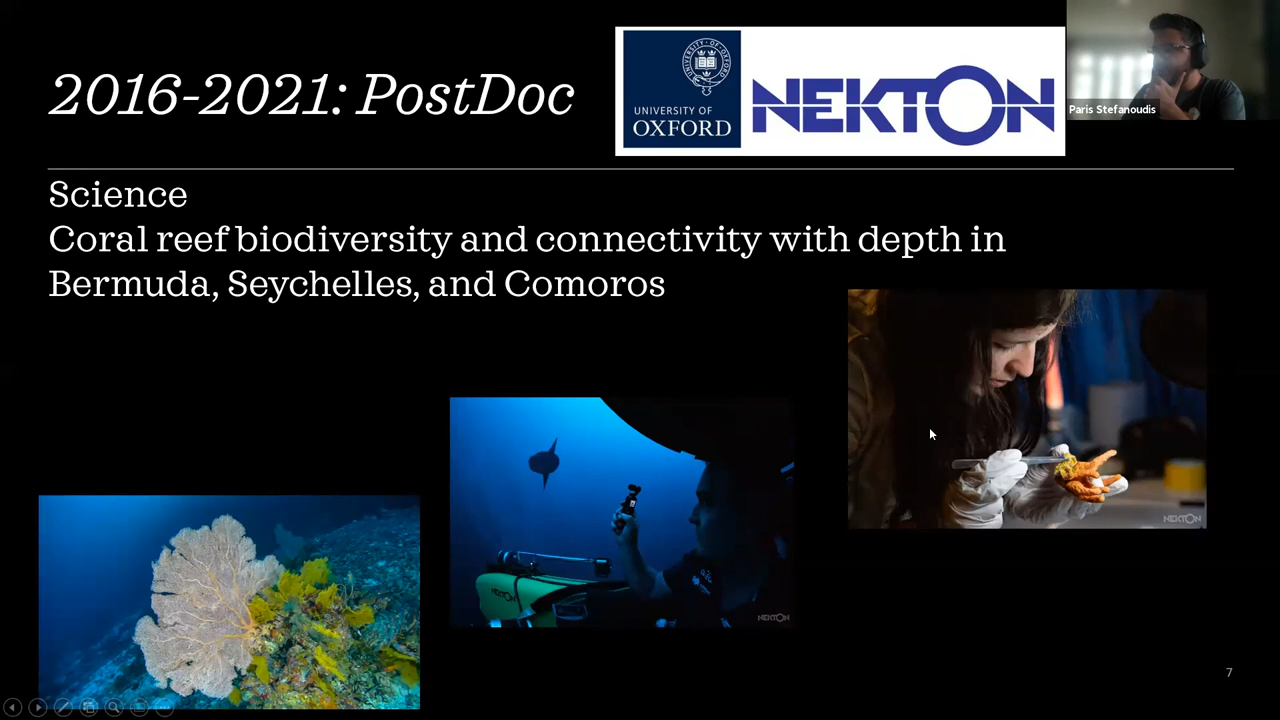 2016-2021: PostDoc
UNIVERSITY OF
OXFORD
NEKTON
Paris Stefanoudis
Science
Coral reef biodiversity and connectivity with depth in
Bermuda, Seychelles, and Comoros
NEKTON
NEKTON
NEKTON
7